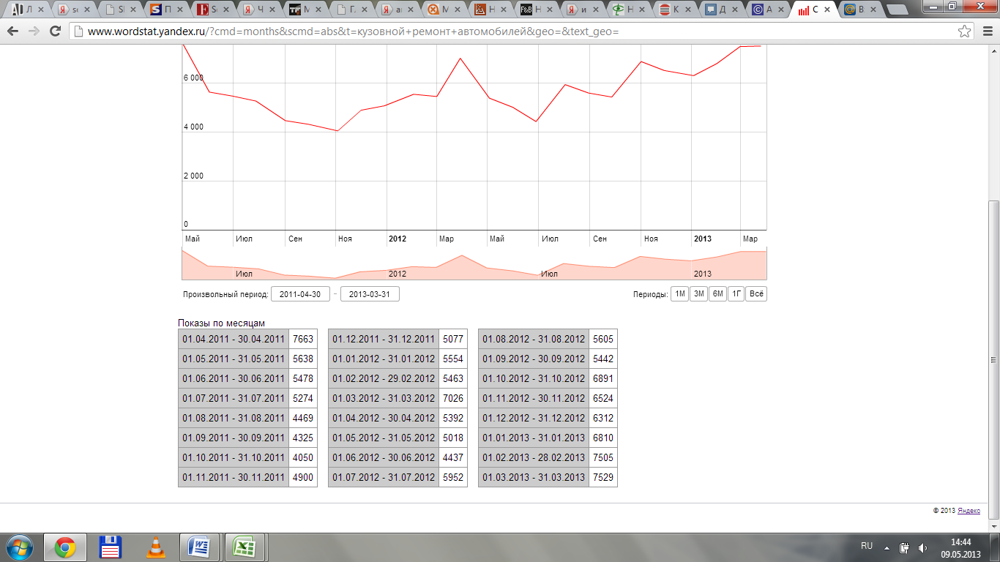 Л
se
SI
П
Se
Ч
М
Г
ав
М
Н
Н
и
Н
К
Д
А
С
В
www.wordstat.yandex.ru/?cmd=months&scmd=abs&t=кузовной+ремонт+автомобилей&geo=&text_geo=
6 000
4 000
2 000
0
Май Июл Сен Ноя 2012 Мар Май Июл Сен Ноя 2013 Мар
Июл 2012 Июл 2013
Произвольный период: 2011-04-30 - 2013-03-31 Периоды: 1М 3М 6М 1Г Всё
Показы по месяцам
01.04.2011 - 30.04.2011 7663 01.12.2011 - 31.12.2011 5077 01.08.2012 - 31.08.2012 5605
01.05.2011 - 31.05.2011 5638 01.01.2012 - 31.01.2012 5554 01.09.2012 - 30.09.2012 5442
01.06.2011 - 30.06.2011 5478 01.02.2012 - 29.02.2012 5463 01.10.2012 - 31.10.2012 6891
01.07.2011 - 31.07.2011 5274 01.03.2012 - 31.03.2012 7026 01.11.2012 - 30.11.2012 6524
01.08.2011 - 31.08.2011 4469 01.04.2012 - 30.04.2012 5392 01.12.2012 - 31.12.2012 6312
01.09.2011 - 30.09.2011 4325 01.05.2012 - 31.05.2012 5018 01.01.2013 - 31.01.2013 6810
01.10.2011 - 31.10.2011 4050 01.06.2012 - 30.06.2012 4437 01.02.2013 - 28.02.2013 7505
01.11.2011 - 30.11.2011 4900 01.07.2012 - 31.07.2012 5952 01.03.2013 - 31.03.2013 7529
© 2013 Яндекс
RU 14:44
09.05.2013